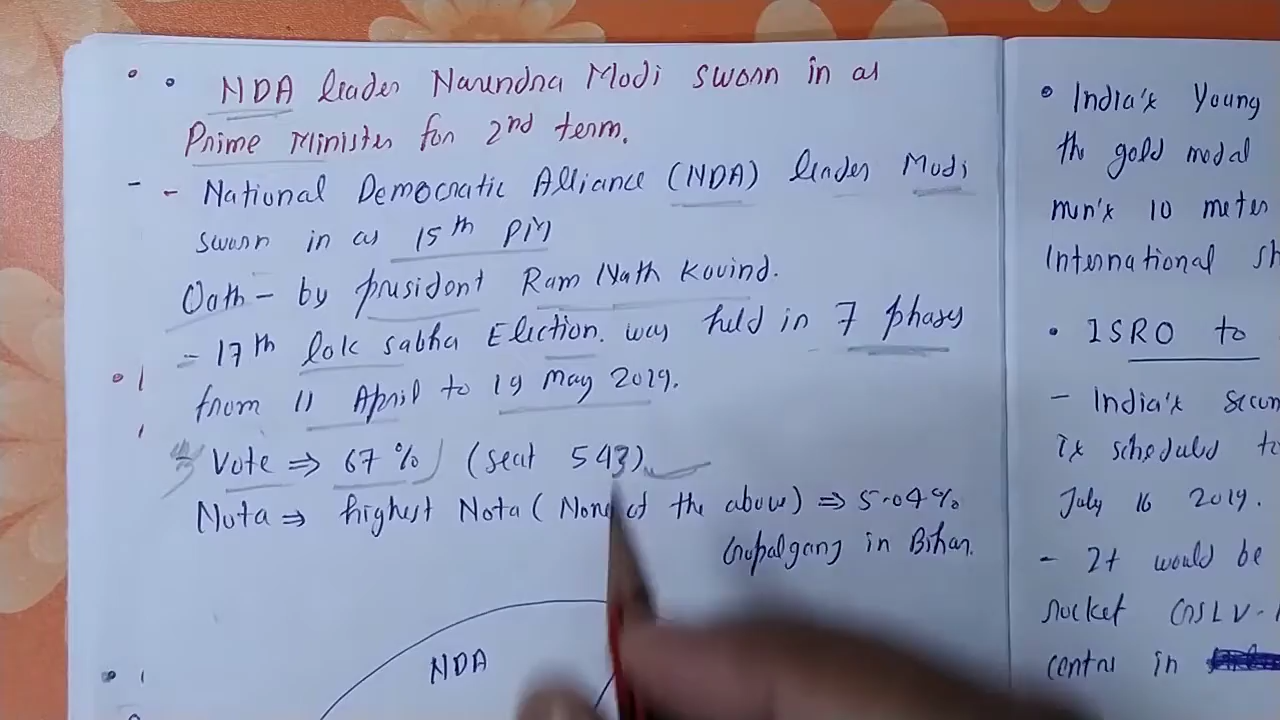 NDA leader Narendra Modi sworn in as
Prime Minister for 2nd term.
- National Democratic Alliance (NDA) leader Modi
sworn in as 15th PM
Oath - by president Ram Nath Kovind.
- 17th lok sabha Election. was held in 7 phases
from 11 April to 19 May 2019.
Vote ⇒ 67% (seat 543)
Nota ⇒ highest Nota (None of the above) ⇒ 5.04%
Gopalganj in Bihar.
NDA
India's Young
the gold medal
men's 10 meter
International Sh
ISRO to
- India's secon
is scheduled to
July 16 2019.
- It would be
rocket GSLV-
centre in